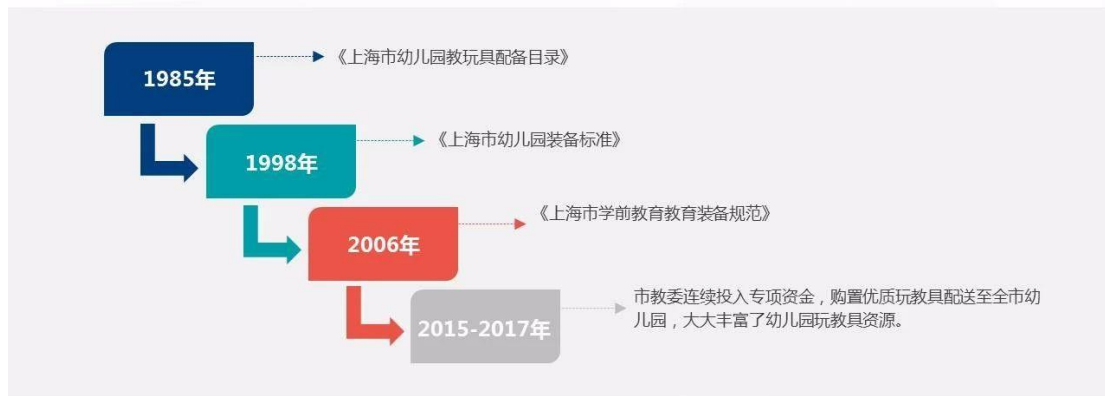 1985年
《上海市幼儿园教玩具配备目录》
1998年
《上海市幼儿园装备标准》
2006年
《上海市学前教育教育装备规范》
2015-2017年
市教委连续投入专项资金，购置优质玩教具配送至全市幼
儿园，大大丰富了幼儿园玩教具资源。